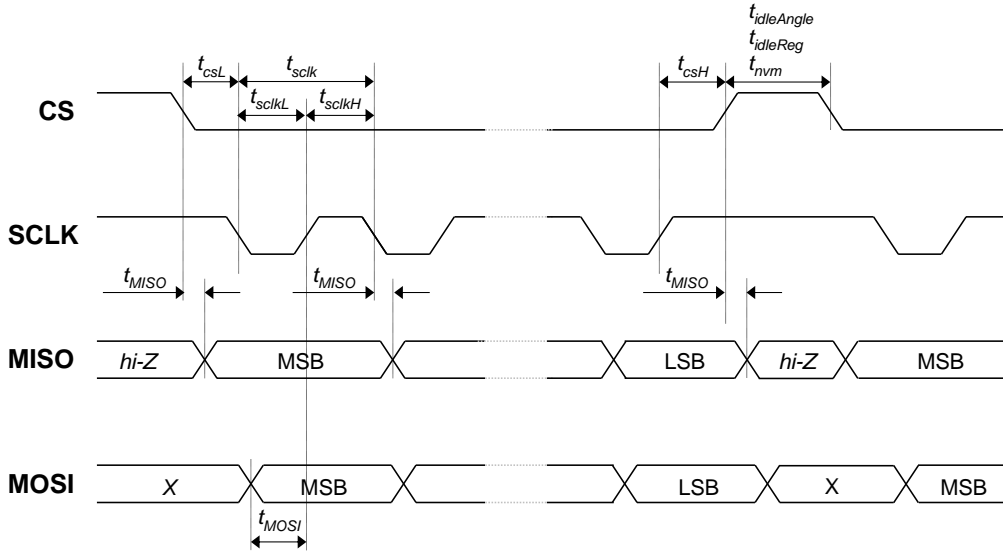 t_idleAngle
t_idleReg
t_csL t_sclk t_csH t_nvm
t_sclkL t_sclkH
CS
SCLK
t_MISO t_MISO t_MISO
MISO hi-Z MSB LSB hi-Z MSB
MOSI X MSB LSB X MSB
t_MOSI